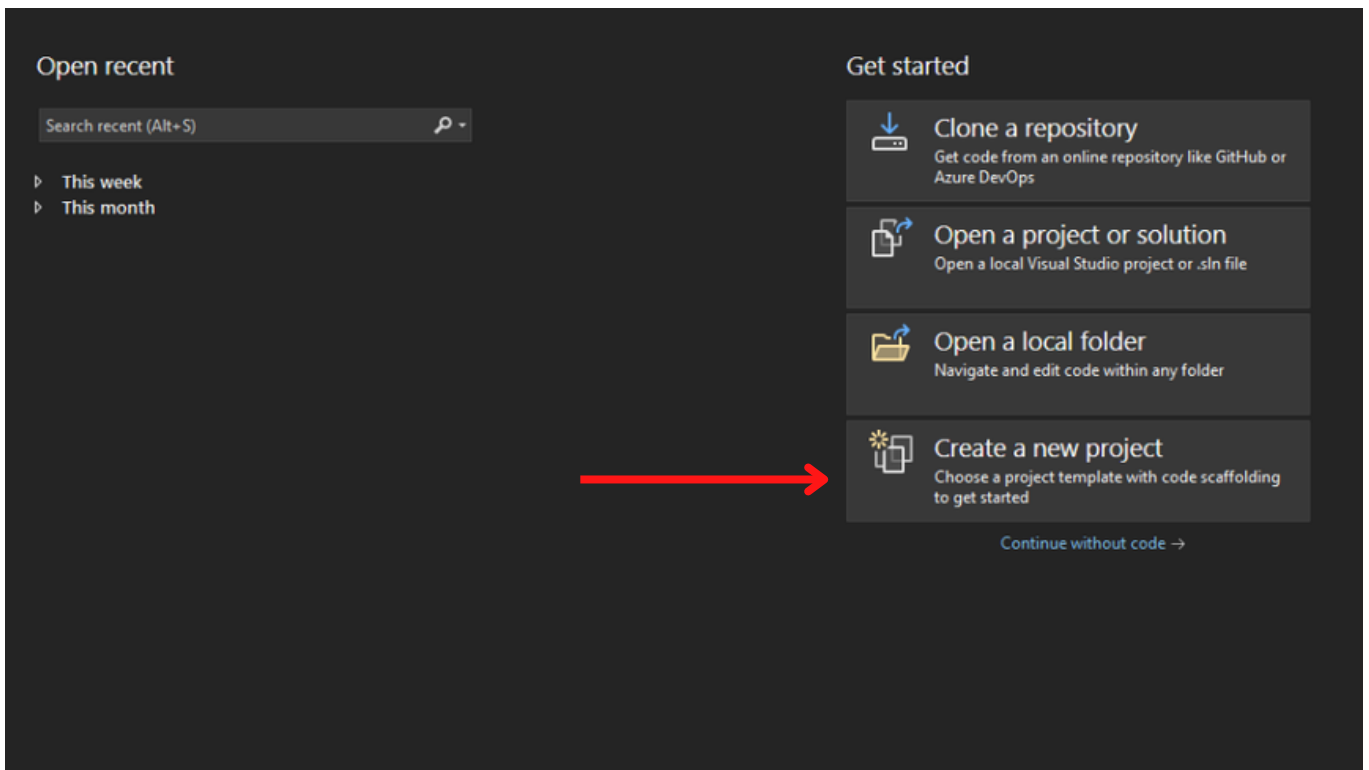 Open recent
Search recent (Alt+S)
This week
This month
Get started
Clone a repository
Get code from an online repository like GitHub or
Azure DevOps
Open a project or solution
Open a local Visual Studio project or .sln file
Open a local folder
Navigate and edit code within any folder
Create a new project
Choose a project template with code scaffolding
to get started
Continue without code →